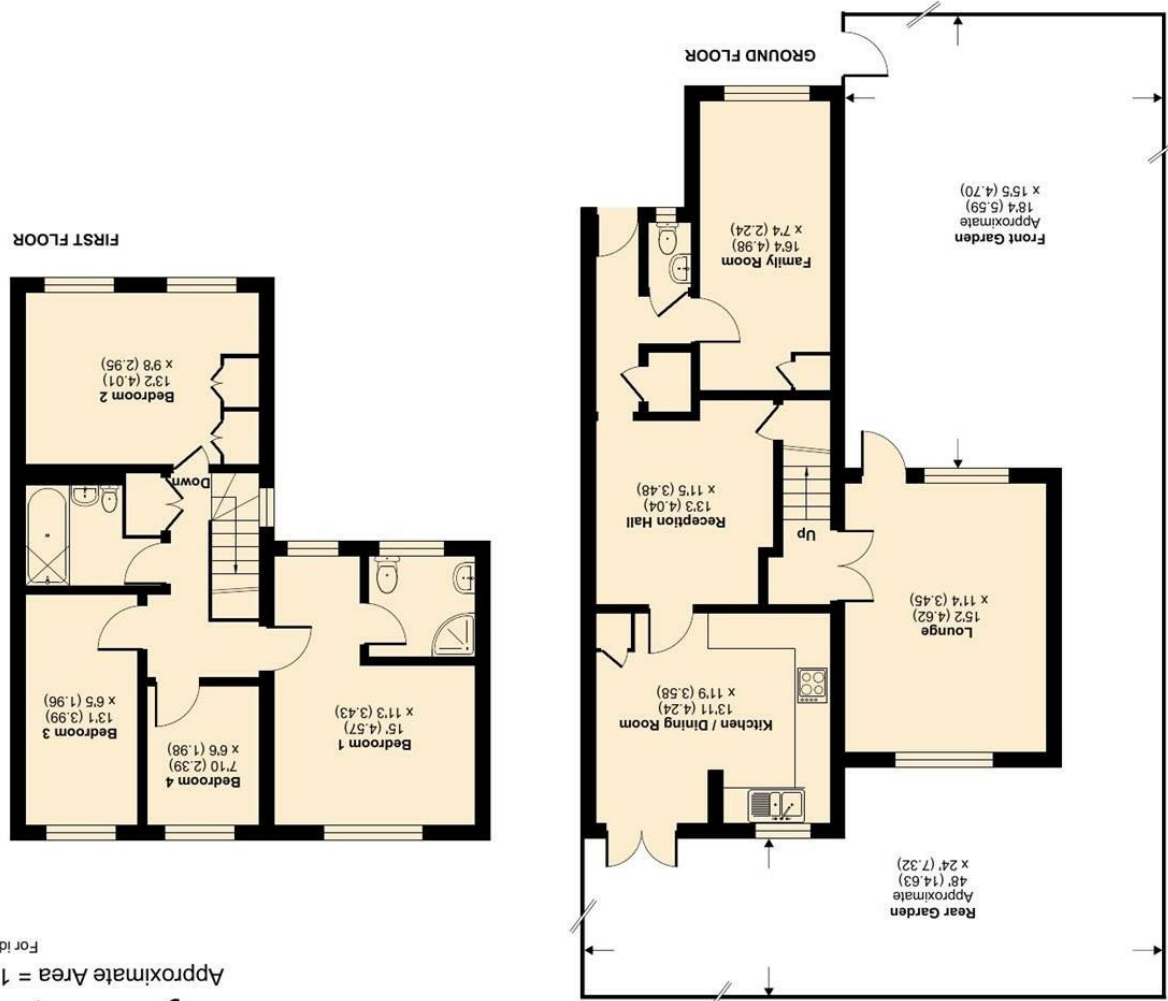 Approximate Area = 1
For id
Rear Garden
Approximate
48' (14.63)
x 24' (7.32)
Kitchen / Dining Room
13'11 (4.24)
x 11'9 (3.58)
Lounge
15'2 (4.62)
x 11'4 (3.45)
Up
Reception Hall
13'3 (4.04)
x 11'5 (3.48)
Family Room
16'4 (4.98)
x 7'4 (2.24)
Front Garden
Approximate
18'4 (5.59)
x 15'5 (4.70)
GROUND FLOOR
Bedroom 4
7'10 (2.39)
x 6'6 (1.98)
Bedroom 1
15' (4.57)
x 11'3 (3.43)
Bedroom 3
13'1 (3.99)
x 6'5 (1.96)
Down
Bedroom 2
13'2 (4.01)
x 9'8 (2.95)
FIRST FLOOR